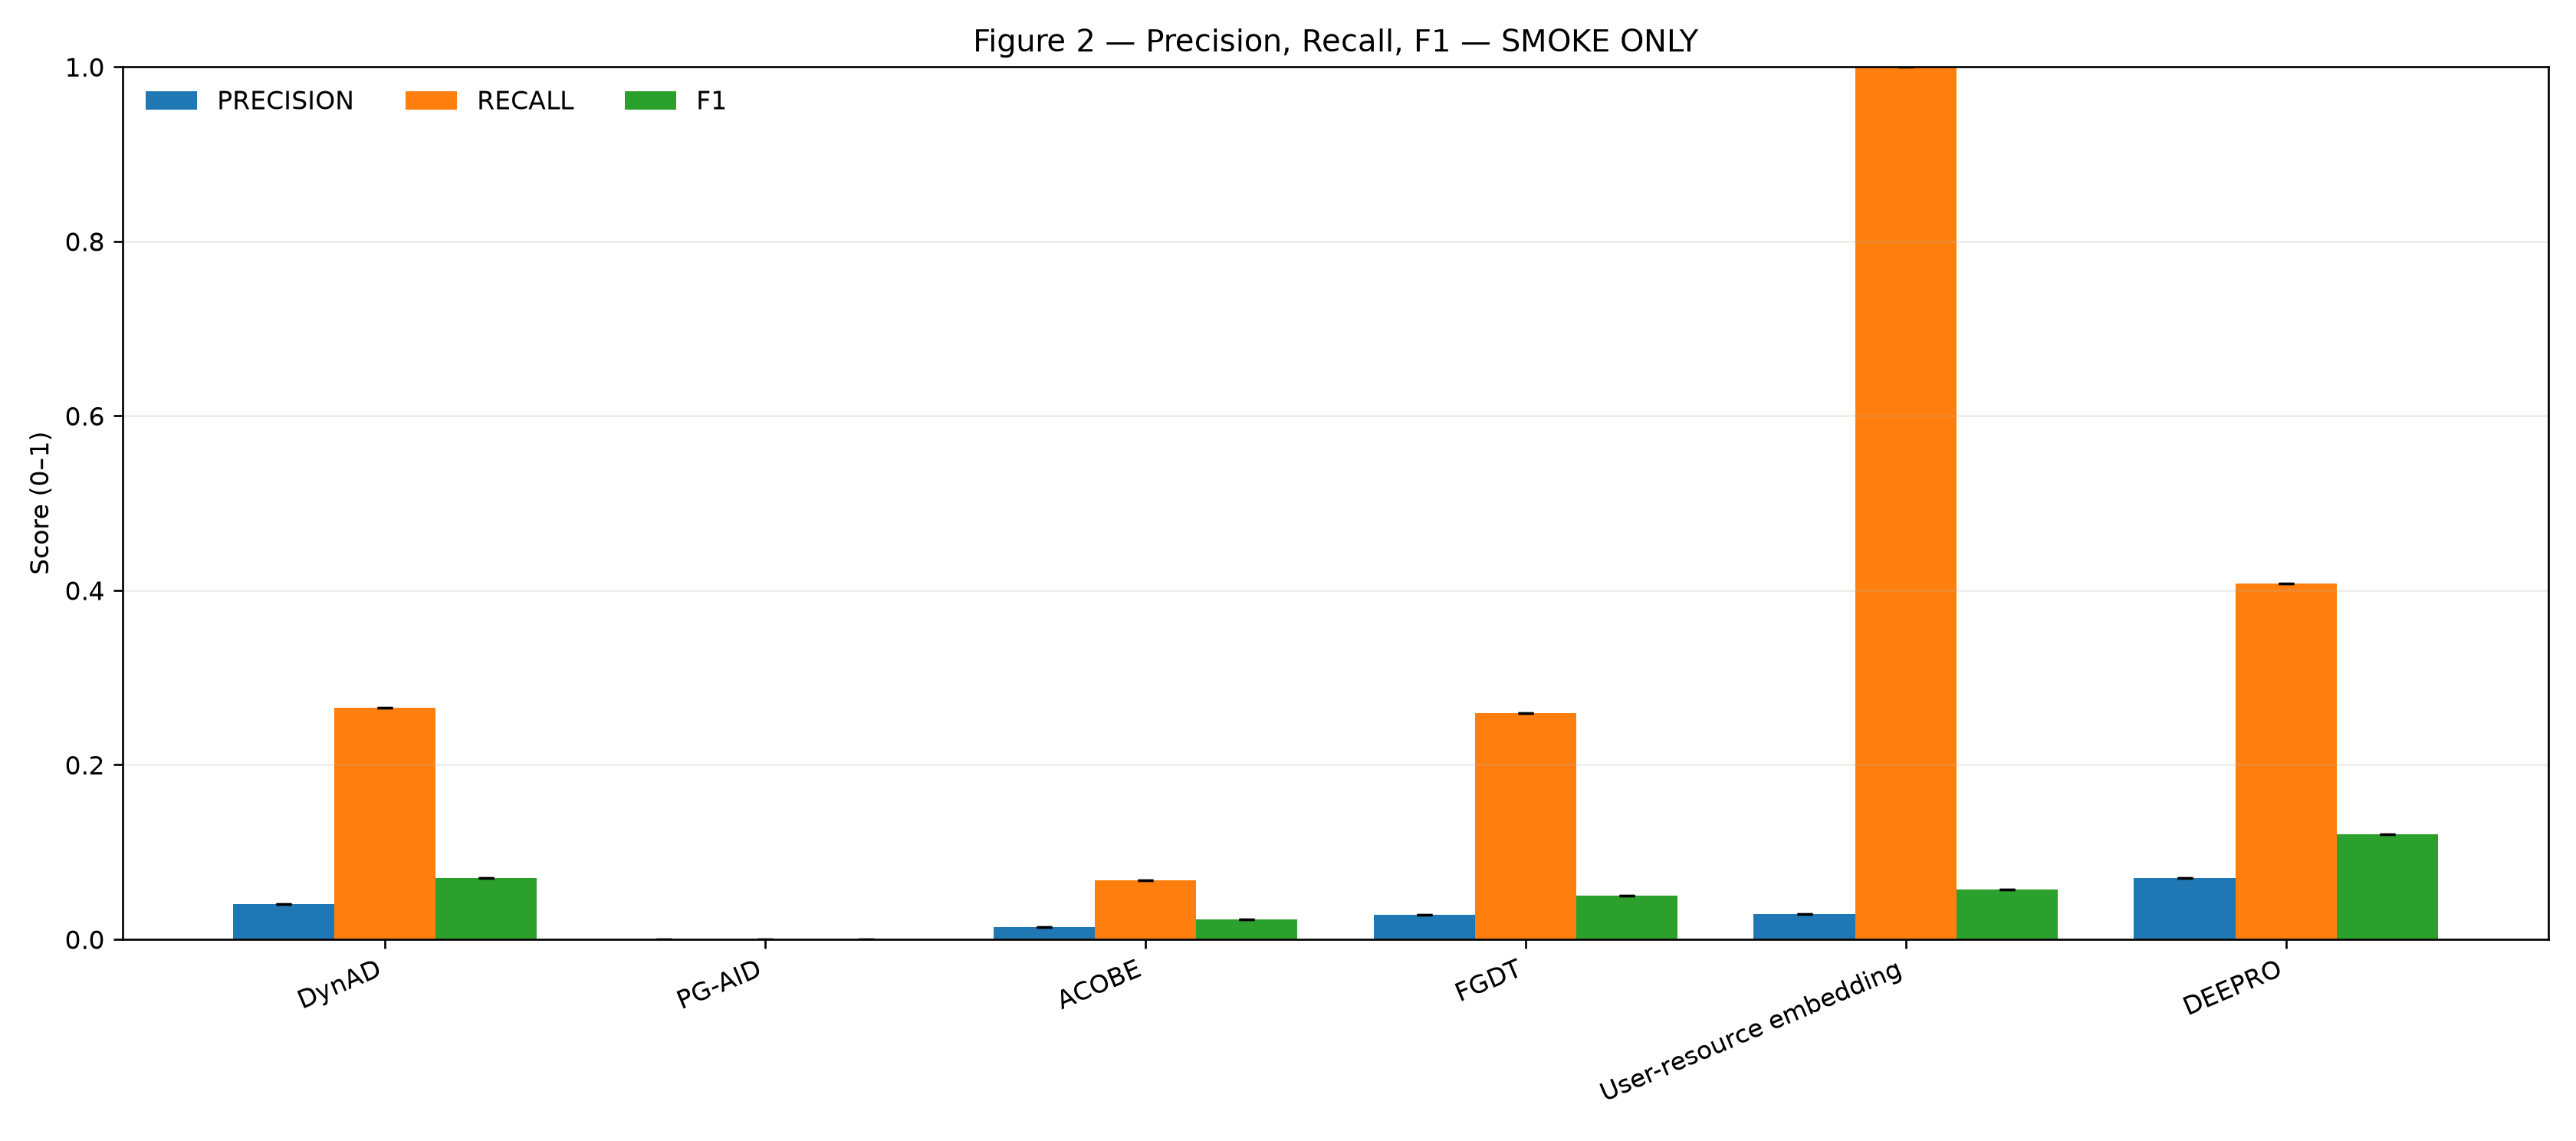 Figure 2 — Precision, Recall, F1 — SMOKE ONLY
PRECISION RECALL F1
Score (0–1)
1.0
0.8
0.6
0.4
0.2
0.0
DynAD
PG-AID
ACOBE
FGDT
User-resource embedding
DEEPRO